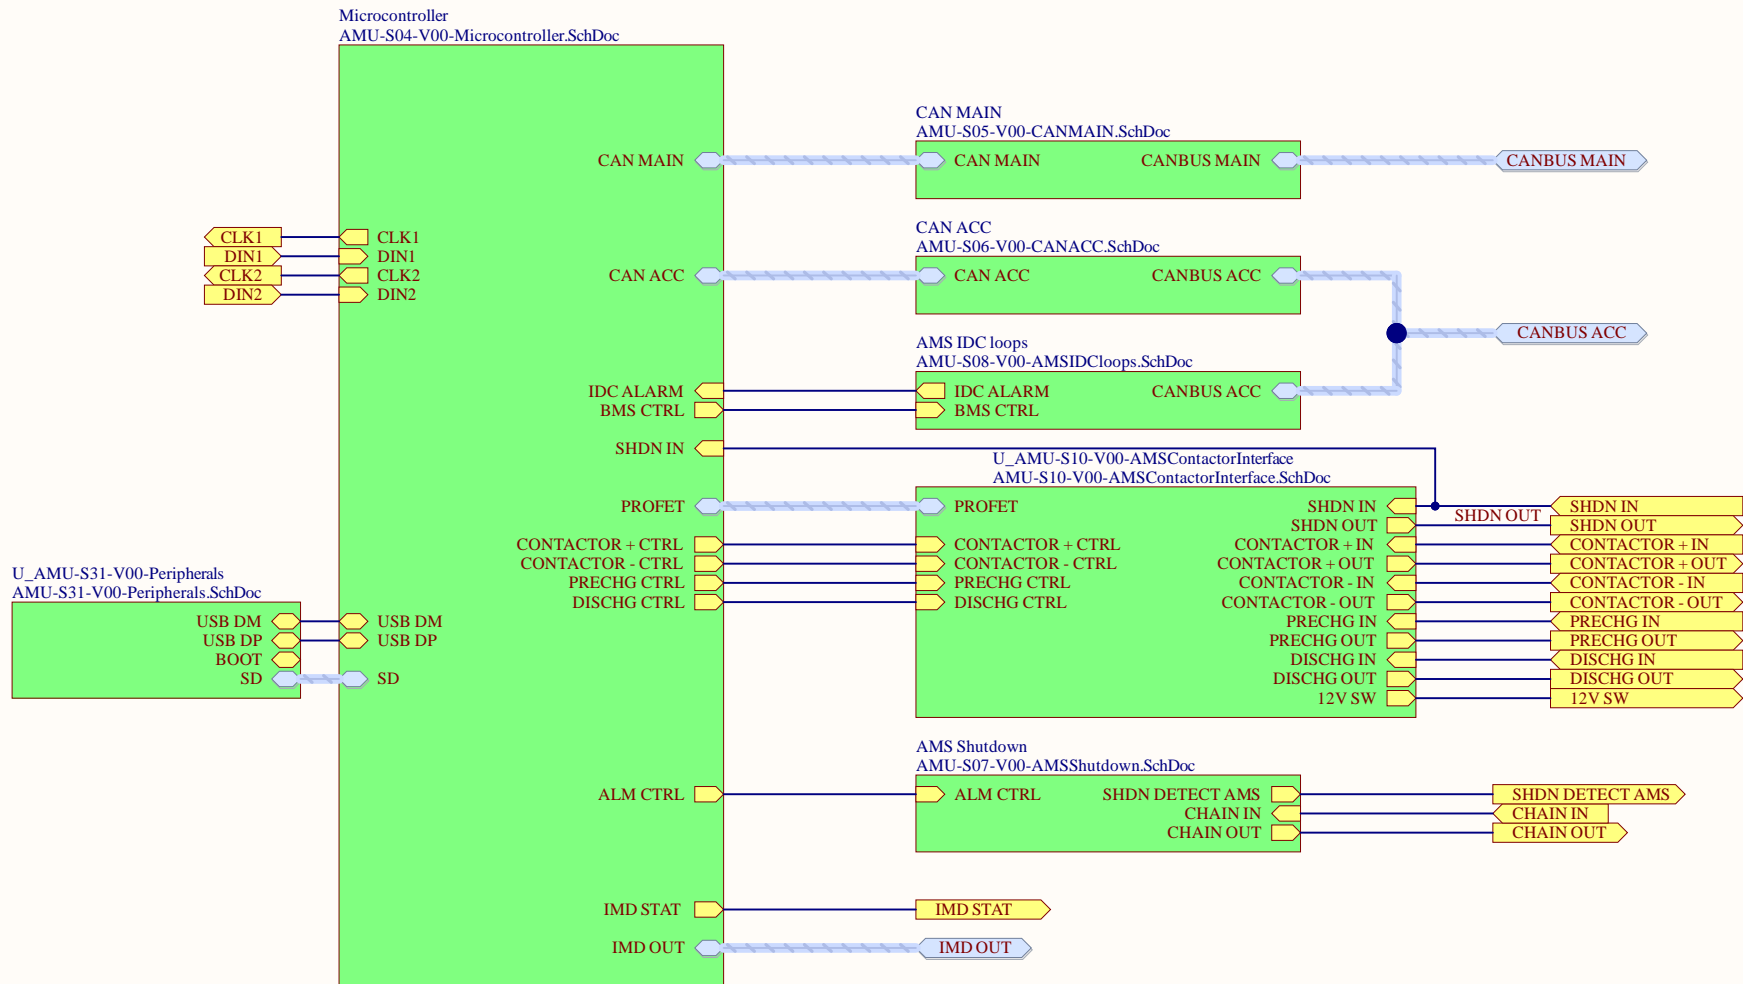 Microcontroller
AMU-S04-V00-Microcontroller.SchDoc
CAN MAIN
CAN ACC
IDC ALARM
BMS CTRL
SHDN IN
PROFET
CONTACTOR + CTRL
CONTACTOR - CTRL
PRECHG CTRL
DISCHG CTRL
ALM CTRL
IMD STAT
IMD OUT
CLK1
DIN1
CLK2
DIN2
CLK1
DIN1
CLK2
DIN2
U_AMU-S31-V00-Peripherals
AMU-S31-V00-Peripherals.SchDoc
USB DM
USB DP
BOOT
SD
USB DM
USB DP
SD
CAN MAIN
AMU-S05-V00-CANMAIN.SchDoc
CAN MAIN
CANBUS MAIN
CANBUS MAIN
CAN ACC
AMU-S06-V00-CANACC.SchDoc
CAN ACC
CANBUS ACC
CANBUS ACC
AMS IDC loops
AMU-S08-V00-AMSIDCloops.SchDoc
IDC ALARM
BMS CTRL
CANBUS ACC
U_AMU-S10-V00-AMSContactorInterface
AMU-S10-V00-AMSContactorInterface.SchDoc
PROFET
CONTACTOR + CTRL
CONTACTOR - CTRL
PRECHG CTRL
DISCHG CTRL
SHDN IN
SHDN OUT
CONTACTOR + IN
CONTACTOR + OUT
CONTACTOR - IN
CONTACTOR - OUT
PRECHG IN
PRECHG OUT
DISCHG IN
DISCHG OUT
12V SW
SHDN OUT
SHDN IN
SHDN OUT
CONTACTOR + IN
CONTACTOR + OUT
CONTACTOR - IN
CONTACTOR - OUT
PRECHG IN
PRECHG OUT
DISCHG IN
DISCHG OUT
12V SW
AMS Shutdown
AMU-S07-V00-AMSShutdown.SchDoc
ALM CTRL
SHDN DETECT AMS
CHAIN IN
CHAIN OUT
SHDN DETECT AMS
CHAIN IN
CHAIN OUT
IMD STAT
IMD OUT